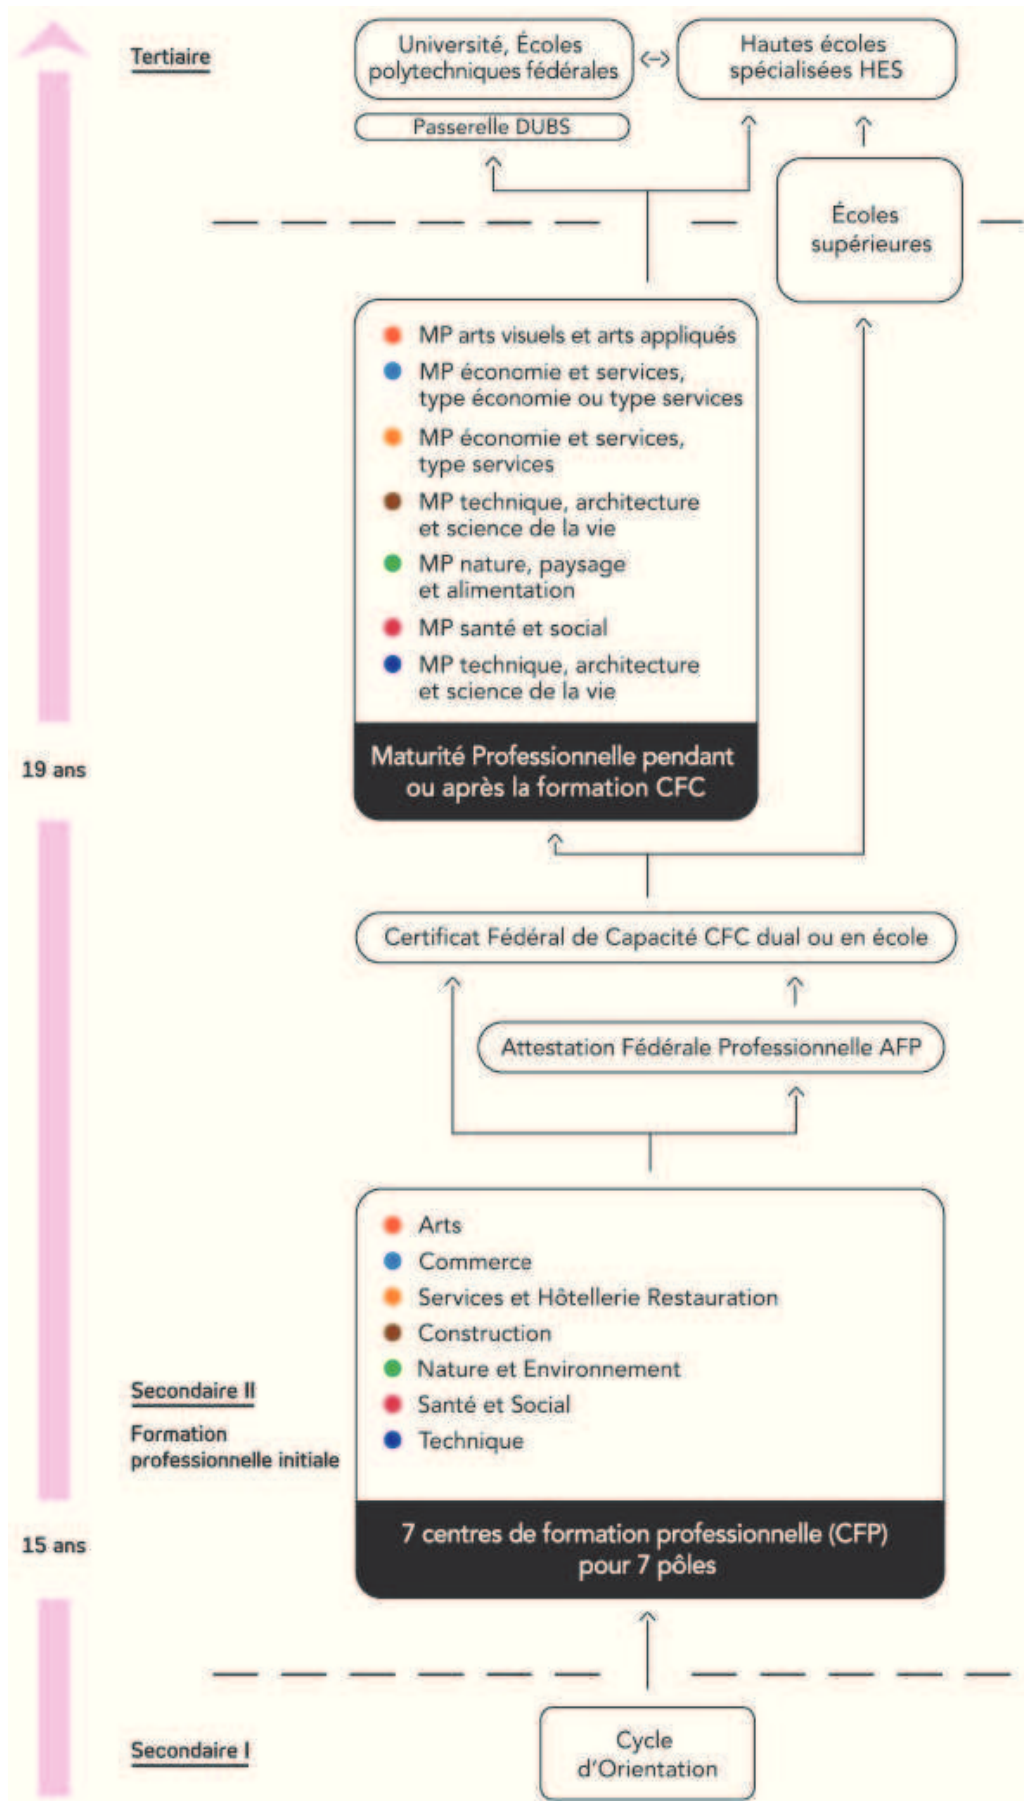 Tertiaire
Université, Écoles
polytechniques fédérales
<-> Hautes écoles
spécialisées HES
Passerelle DUBS
Écoles
supérieures
MP arts visuels et arts appliqués
MP économie et services,
type économie ou type services
MP économie et services,
type services
MP technique, architecture
et science de la vie
MP nature, paysage
et alimentation
MP santé et social
MP technique, architecture
et science de la vie
Maturité Professionnelle pendant
ou après la formation CFC
19 ans
Certificat Fédéral de Capacité CFC dual ou en école
Attestation Fédérale Professionnelle AFP
Arts
Commerce
Services et Hôtellerie Restauration
Construction
Nature et Environnement
Santé et Social
Technique
Secondaire II
Formation
professionnelle initiale
7 centres de formation professionnelle (CFP)
pour 7 pôles
15 ans
Secondaire I
Cycle
d'Orientation